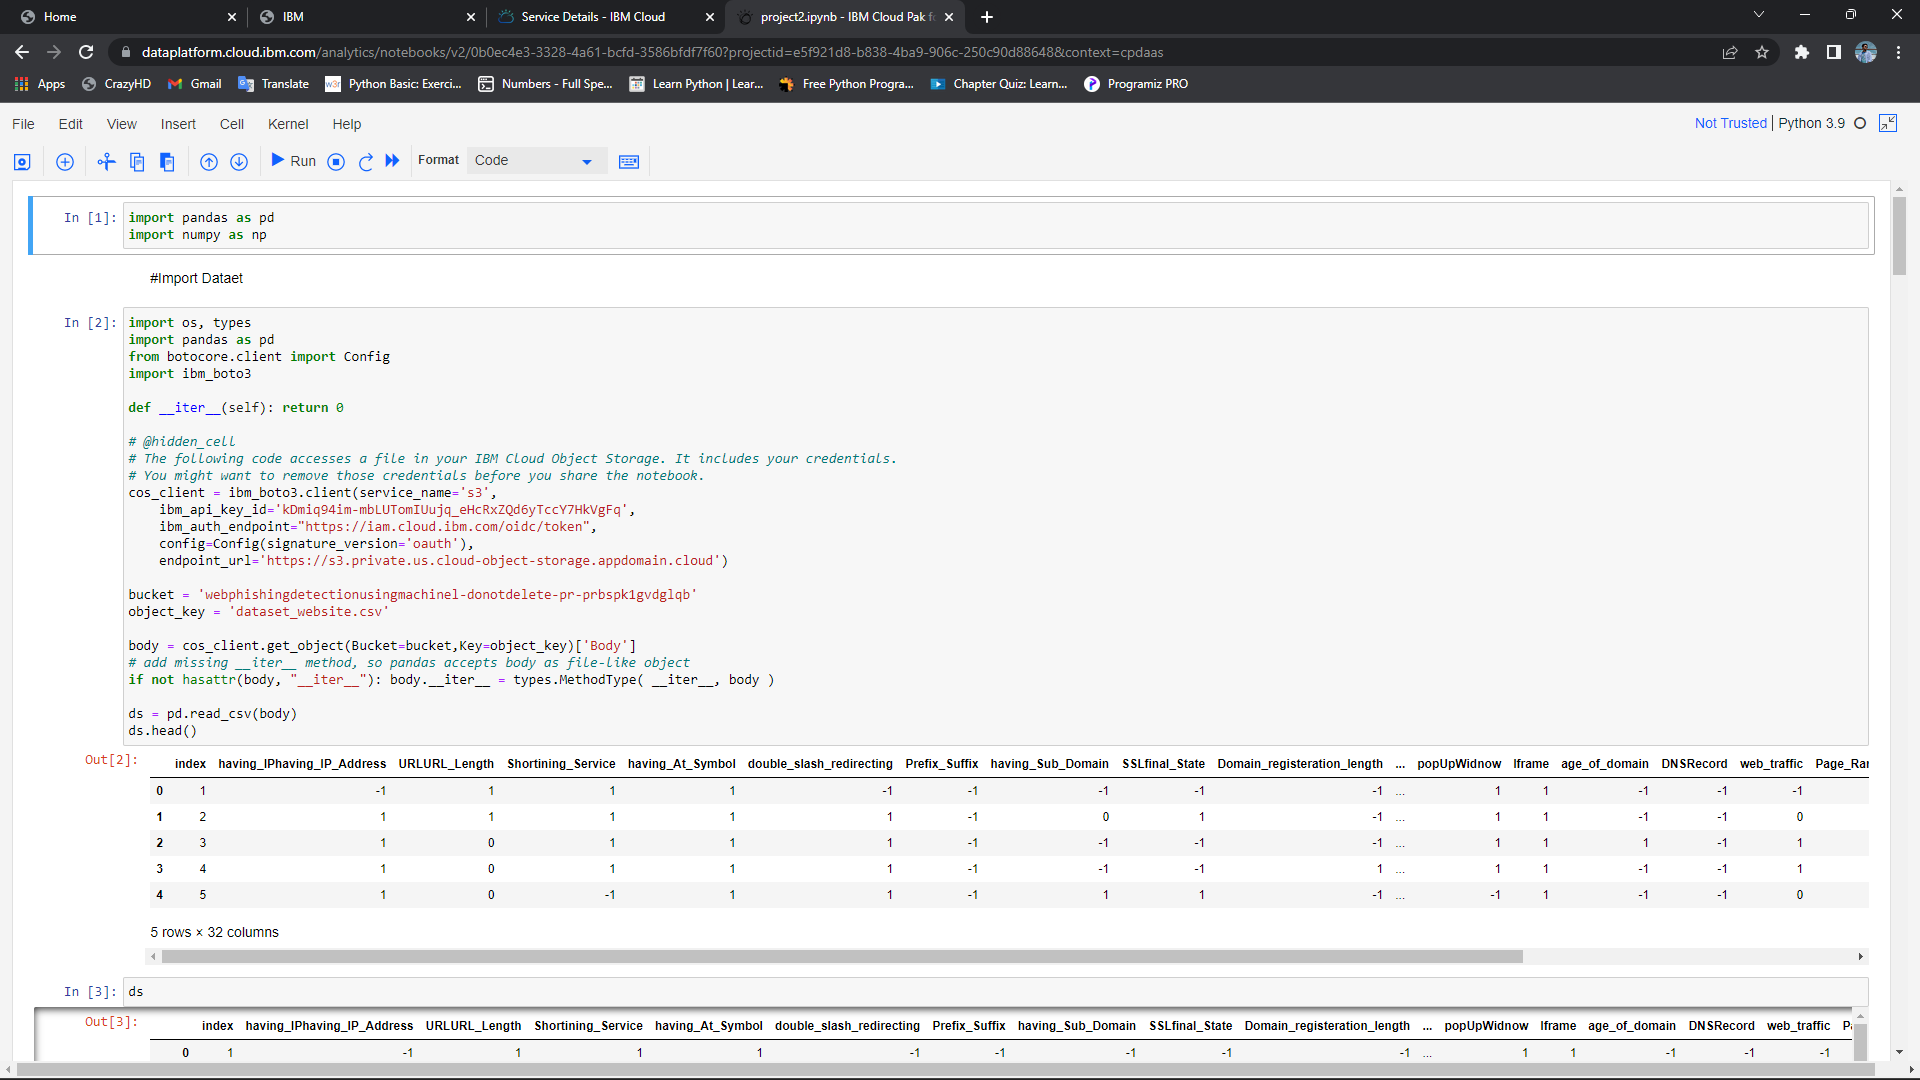 Home
IBM
Service Details - IBM Cloud
project2.ipynb - IBM Cloud Pak f
dataplatform.cloud.ibm.com/analytics/notebooks/v2/0b0ec4e3-3328-4a61-bcfd-3586bfdf7f60?projectid=e5f921d8-b838-4ba9-906c-250c90d88648&context=cpdaas
Apps CrazyHD Gmail Translate Python Basic: Exerci... Numbers - Full Spe... Learn Python | Lear... Free Python Progra... Chapter Quiz: Learn... Programiz PRO
File Edit View Insert Cell Kernel Help Not Trusted | Python 3.9
Run Format Code
In [1]: import pandas as pd
import numpy as np
#Import Dataet
In [2]: import os, types
import pandas as pd
from botocore.client import Config
import ibm_boto3
def __iter__(self): return 0
# @hidden_cell
# The following code accesses a file in your IBM Cloud Object Storage. It includes your credentials.
# You might want to remove those credentials before you share the notebook.
cos_client = ibm_boto3.client(service_name='s3',
ibm_api_key_id='kDmiq94im-mbLUTomIUujq_eHcRxZQd6yTccY7HkVgFq',
ibm_auth_endpoint="https://iam.cloud.ibm.com/oidc/token",
config=Config(signature_version='oauth'),
endpoint_url='https://s3.private.us.cloud-object-storage.appdomain.cloud')
bucket = 'webphishingdetectionusingmachinel-donotdelete-pr-prbspk1gvdglqb'
object_key = 'dataset_website.csv'
body = cos_client.get_object(Bucket=bucket,Key=object_key)['Body']
# add missing __iter__ method, so pandas accepts body as file-like object
if not hasattr(body, "__iter__"): body.__iter__ = types.MethodType( __iter__, body )
ds = pd.read_csv(body)
ds.head()
Out[2]: index having_IPhaving_IP_Address URLURL_Length Shortining_Service having_At_Symbol double_slash_redirecting Prefix_Suffix having_Sub_Domain SSLfinal_State Domain_registeration_length ... popUpWidnow Iframe age_of_domain DNSRecord web_traffic Page_Ra
0 1 -1 1 1 1 -1 -1 -1 -1 -1 ... 1 1 -1 -1 -1
1 2 1 1 1 1 1 -1 0 1 -1 ... 1 1 -1 -1 0
2 3 1 0 1 1 1 -1 -1 -1 -1 ... 1 1 1 -1 1
3 4 1 0 1 1 1 -1 -1 -1 1 ... 1 1 -1 -1 1
4 5 1 0 -1 1 1 -1 1 1 -1 ... -1 1 -1 -1 0
5 rows × 32 columns
In [3]: ds
Out[3]: index having_IPhaving_IP_Address URLURL_Length Shortining_Service having_At_Symbol double_slash_redirecting Prefix_Suffix having_Sub_Domain SSLfinal_State Domain_registeration_length ... popUpWidnow Iframe age_of_domain DNSRecord web_traffic
0 1 -1 1 1 1 -1 -1 -1 -1 -1 ... 1 1 -1 -1 -1